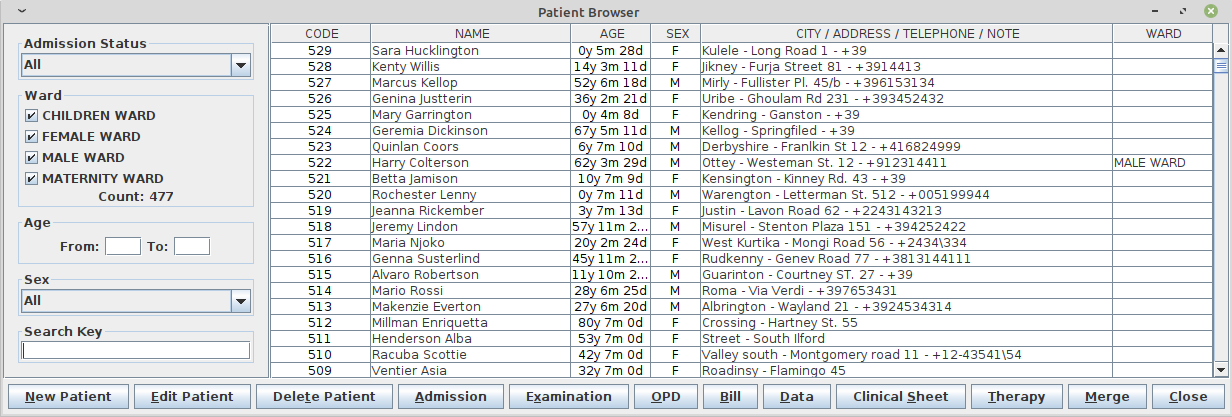 Patient Browser
Admission Status
All
Ward
CHILDREN WARD
FEMALE WARD
MALE WARD
MATERNITY WARD
Count: 477
Age
From: To:
Sex
All
Search Key
CODE NAME AGE SEX CITY / ADDRESS / TELEPHONE / NOTE WARD
529 Sara Hucklington 0y 5m 28d F Kulele - Long Road 1 - +39
528 Kenty Willis 14y 3m 11d F Jikney - Furja Street 81 - +3914413
527 Marcus Kellop 52y 6m 18d M Mirly - Fullister Pl. 45/b - +396153134
526 Genina Justterin 36y 2m 21d F Uribe - Ghoulam Rd 231 - +393452432
525 Mary Garrington 0y 4m 8d F Kendring - Ganston - +39
524 Geremia Dickinson 67y 5m 11d M Kellog - Springfiled - +39
523 Quinlan Coors 6y 7m 10d M Derbyshire - Franlkin St 12 - +416824999
522 Harry Colterson 62y 3m 29d M Ottey - Westeman St. 12 - +912314411 MALE WARD
521 Betta Jamison 10y 7m 9d F Kensington - Kinney Rd. 43 - +39
520 Rochester Lenny 0y 7m 11d M Warengton - Letterman St. 512 - +005199944
519 Jeanna Rickember 3y 7m 13d F Justin - Lavon Road 62 - +2243143213
518 Jeremy Lindon 57y 11m 2... M Misurel - Stenton Plaza 151 - +394252422
517 Maria Njoko 20y 2m 24d F West Kurtika - Mongi Road 56 - +2434\334
516 Genna Susterlind 45y 11m 2... F Rudkenny - Genev Road 77 - +3813144111
515 Alvaro Robertson 11y 10m 2... M Guarinton - Courtney ST. 27 - +39
514 Mario Rossi 28y 6m 25d M Roma - Via Verdi - +397653431
513 Makenzie Everton 27y 6m 20d M Albrington - Wayland 21 - +3924534314
512 Millman Enriquetta 80y 7m 0d F Crossing - Hartney St. 55
511 Henderson Alba 53y 7m 0d F Street - South Ilford
510 Racuba Scottie 42y 7m 0d F Valley south - Montgomery road 11 - +12-43541\54
509 Ventier Asia 32y 7m 0d F Roadinsy - Flamingo 45
New Patient Edit Patient Delete Patient Admission Examination OPD Bill Data Clinical Sheet Therapy Merge Close